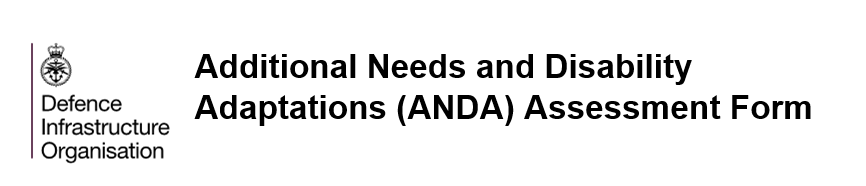 Defence
Infrastructure
Organisation
Additional Needs and Disability
Adaptations (ANDA) Assessment Form